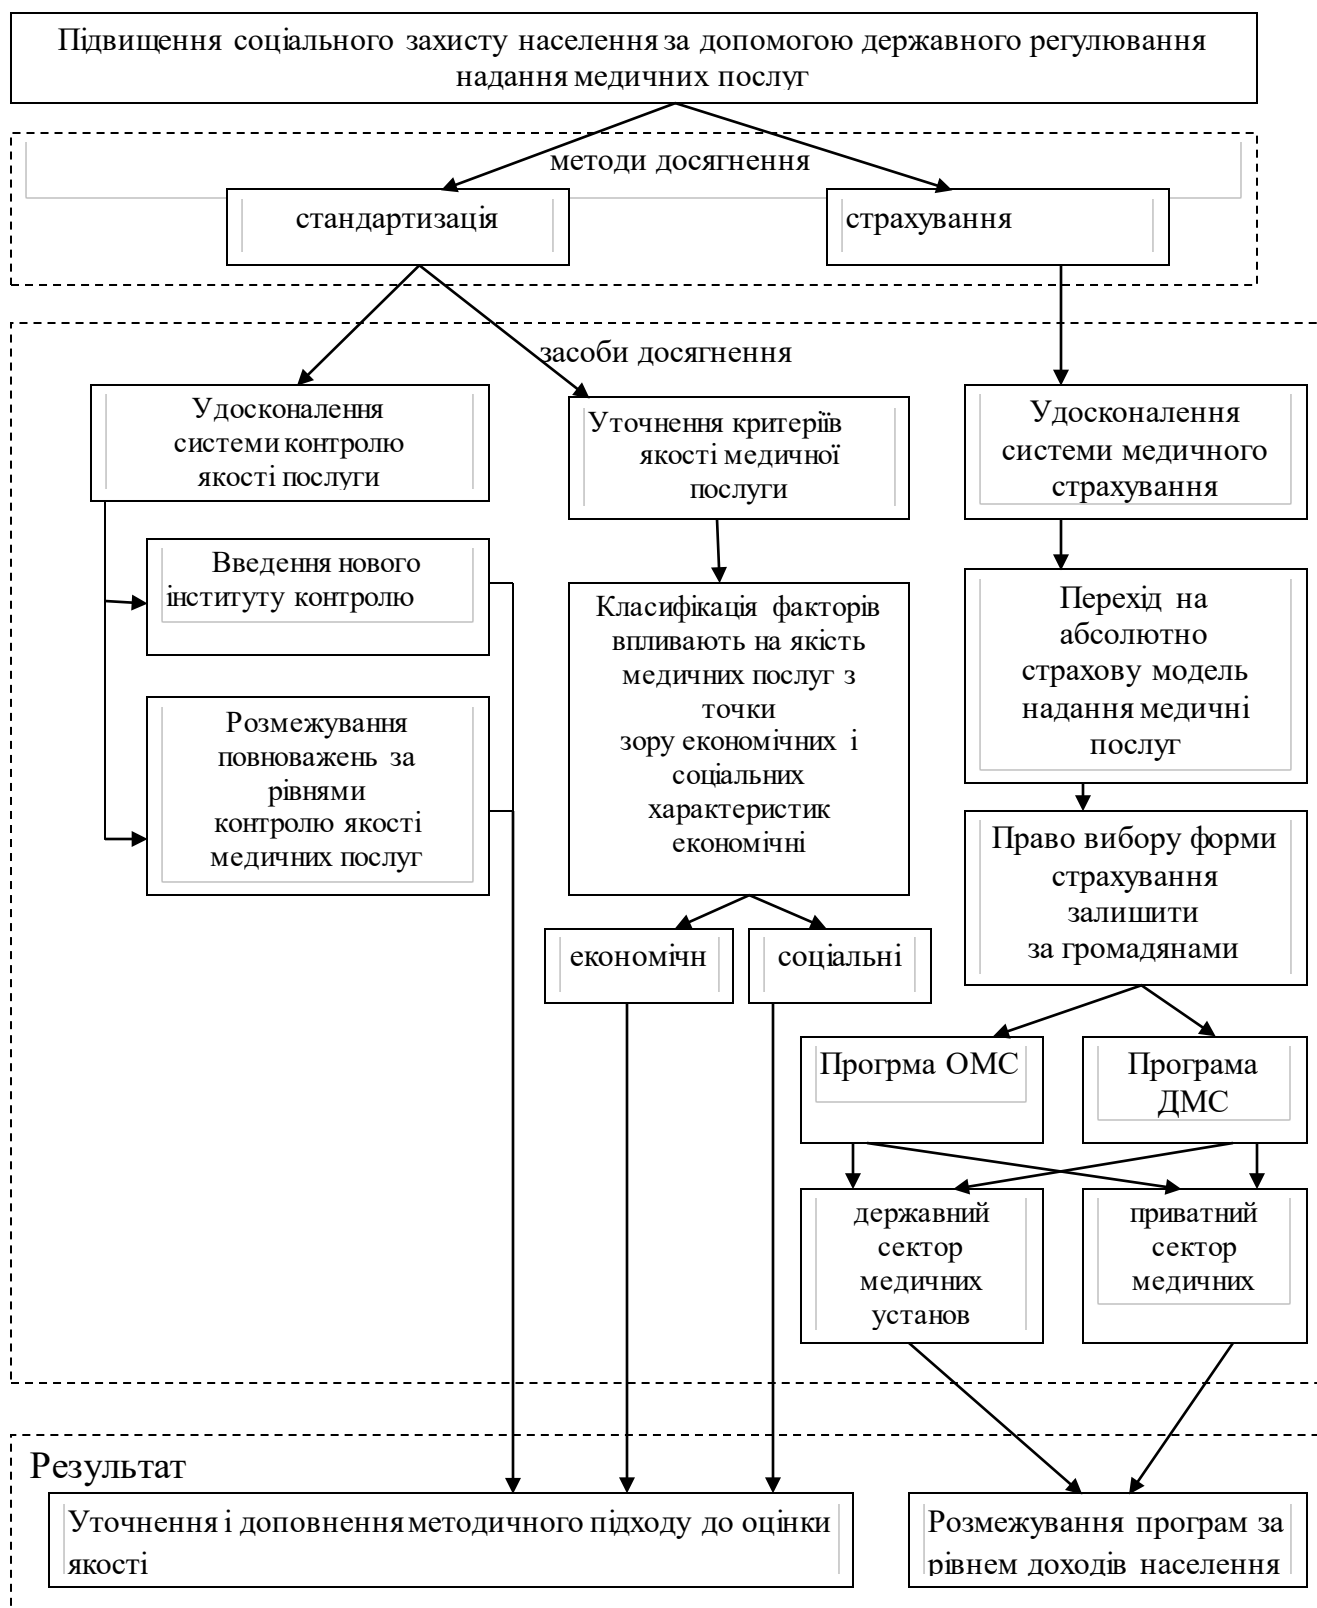 Підвищення соціального захисту населення за допомогою державного регулювання
надання медичних послуг
методи досягнення
стандартизація
страхування
засоби досягнення
Удосконалення
системи контролю
якості послуги
Уточнення критеріїв
якості медичної
послуги
Удосконалення
системи медичного
страхування
Введення нового
інституту контролю
Класифікація факторів
впливають на якість
медичних послуг з
точки
зору економічних і
соціальних
характеристик
економічні
Перехід на
абсолютно
страхову модель
надання медичні
послуг
Розмежування
повноважень за
рівнями
контролю якості
медичних послуг
Право вибору форми
страхування
залишити
за громадянами
економічн
соціальні
Прогрма ОМС
Програма
ДМС
державний
сектор
медичних
установ
приватний
сектор
медичних
Результат
Уточнення і доповнення методичного підходу до оцінки
якості
Розмежування програм за
рівнем доходів населення